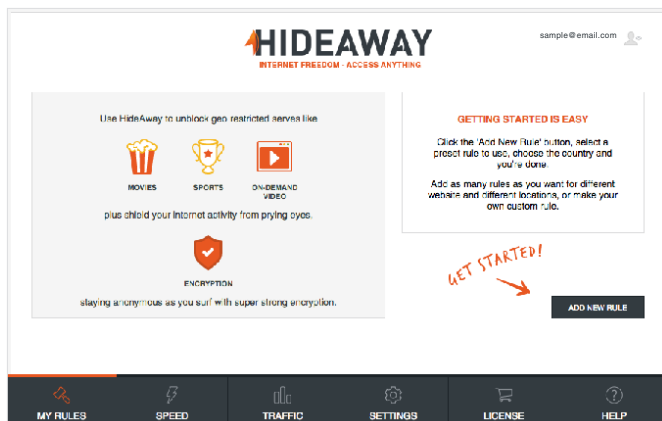 HIDEAWAY
INTERNET FREEDOM - ACCESS ANYTHING
sample@email.com
Use HideAway to unblock geo restricted serves like
MOVIES
SPORTS
ON-DEMAND
VIDEO
plus shield your internet activity from prying eyes.
ENCRYPTION
staying anonymous as you surf with super strong encryption.
GETTING STARTED IS EASY
Click the 'Add New Rule' button, select a
preset rule to use, choose the country and
you're done.
Add as many rules as you want for different
website and different locations, or make your
own custom rule.
GET STARTED!
ADD NEW RULE
MY RULES
SPEED
TRAFFIC
SETTINGS
LICENSE
HELP